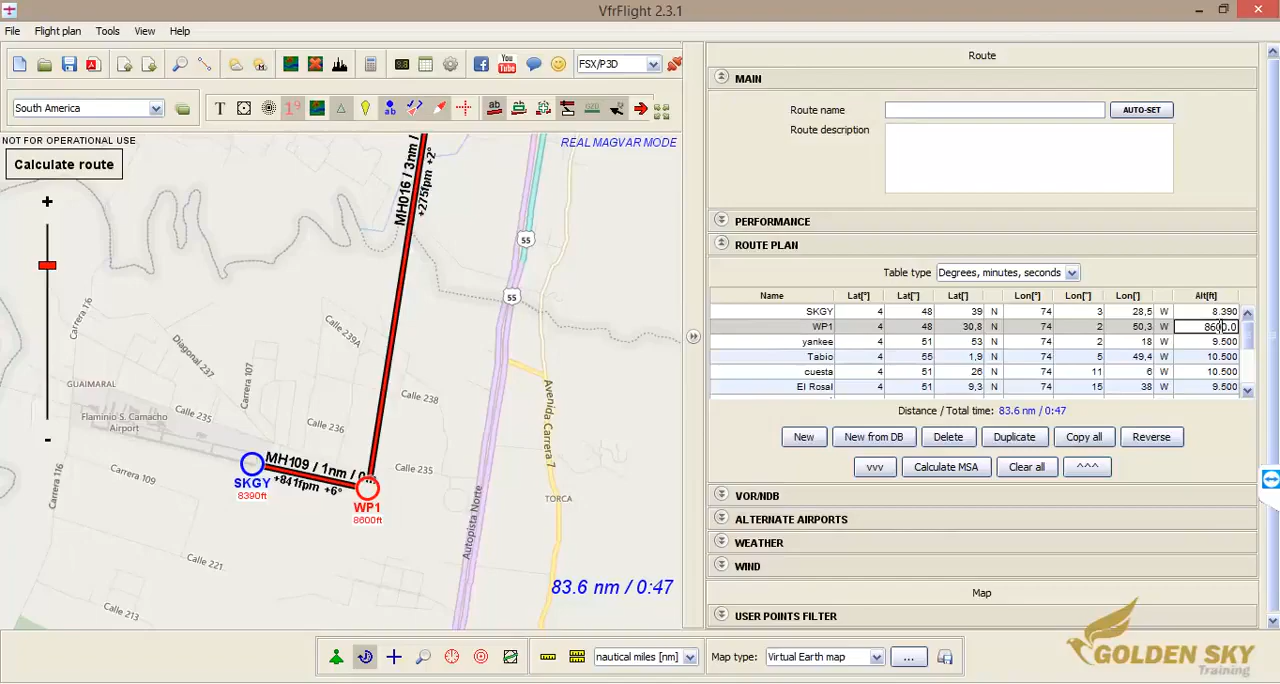 VfrFlight 2.3.1
File Flight plan Tools View Help
FSX/P3D
South America
NOT FOR OPERATIONAL USE
REAL MAGVAR MODE
Calculate route
+
-
MH016 / 3nm /
+275fpm +2°
55
55
Carrera 116
Diagonal 237
Carrera 107
Calle 239A
Calle 238
GUAIMARAL
Flaminio S. Camacho
Airport
Calle 235
Calle 236
Calle 235
Carrera 109
Carrera 116
MH109 / 1nm / 0
+841fpm +6°
SKGY
8390ft
WP1
8600ft
Avenida Carrera 7
Autopista Norte
TORCA
Calle 221
Calle 213
83.6 nm / 0:47
Route
MAIN
Route name AUTO-SET
Route description
PERFORMANCE
ROUTE PLAN
Table type Degrees, minutes, seconds
Name Lat[°] Lat['] Lat["] Lon[°] Lon['] Lon["] Alt[ft]
SKGY 4 48 39 N 74 3 28,5 W 8.390
WP1 4 48 30,8 N 74 2 50,3 W 8600.0
yankee 4 51 53 N 74 2 18 W 9.500
Tabio 4 55 1,9 N 74 5 49,4 W 10.500
cuesta 4 51 26 N 74 11 6 W 10.500
El Rosal 4 51 9,3 N 74 15 38 W 9.500
Distance / Total time: 83.6 nm / 0:47
New New from DB Delete Duplicate Copy all Reverse
vvv Calculate MSA Clear all ^^^
VOR/NDB
ALTERNATE AIRPORTS
WEATHER
WIND
Map
USER POINTS FILTER
nautical miles [nm] Map type: Virtual Earth map ...
GOLDEN SKY
Training